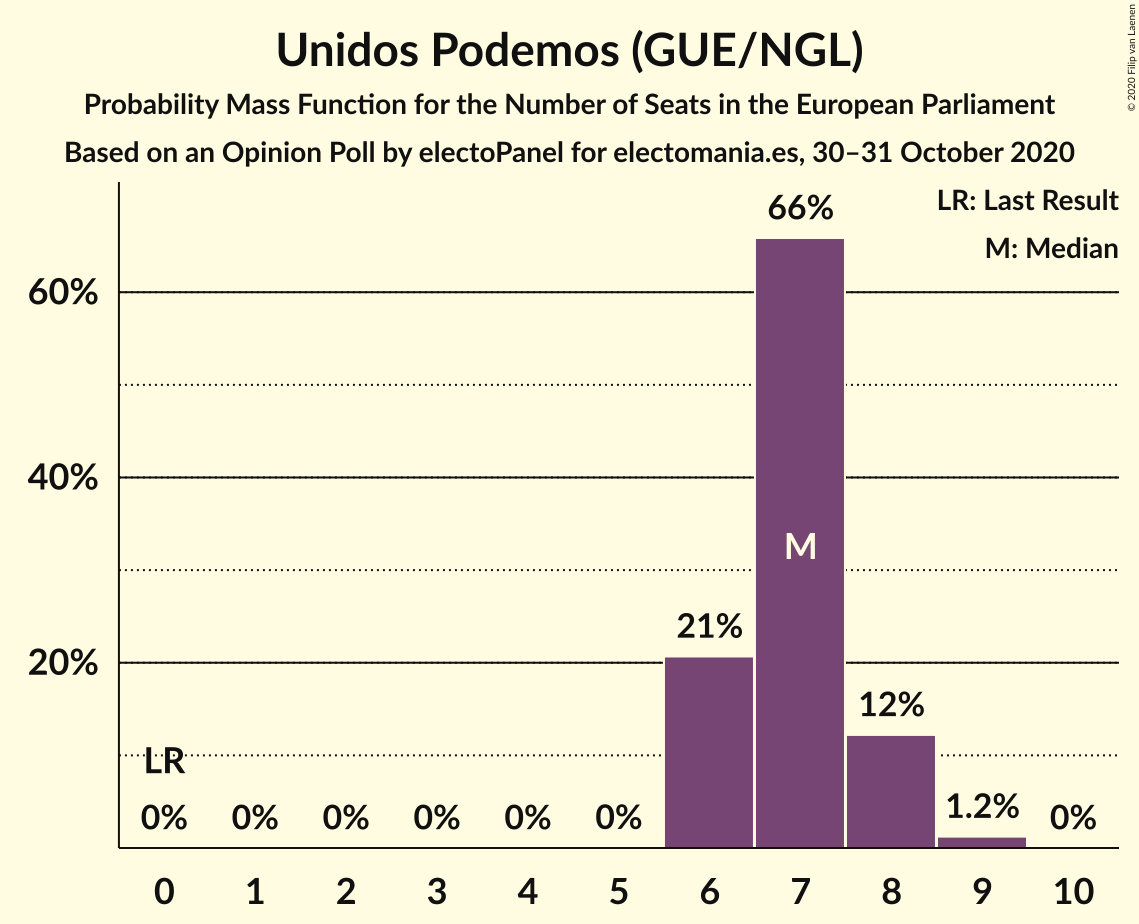 Unidos Podemos (GUE/NGL)
Probability Mass Function for the Number of Seats in the European Parliament
Based on an Opinion Poll by electoPanel for electomania.es, 30–31 October 2020
© 2020 Filip van Laenen
LR: Last Result
M: Median
66%
60%
40%
M
21%
20%
12%
LR
1.2%
0% 0% 0% 0% 0% 0% 0%
0 1 2 3 4 5 6 7 8 9 10